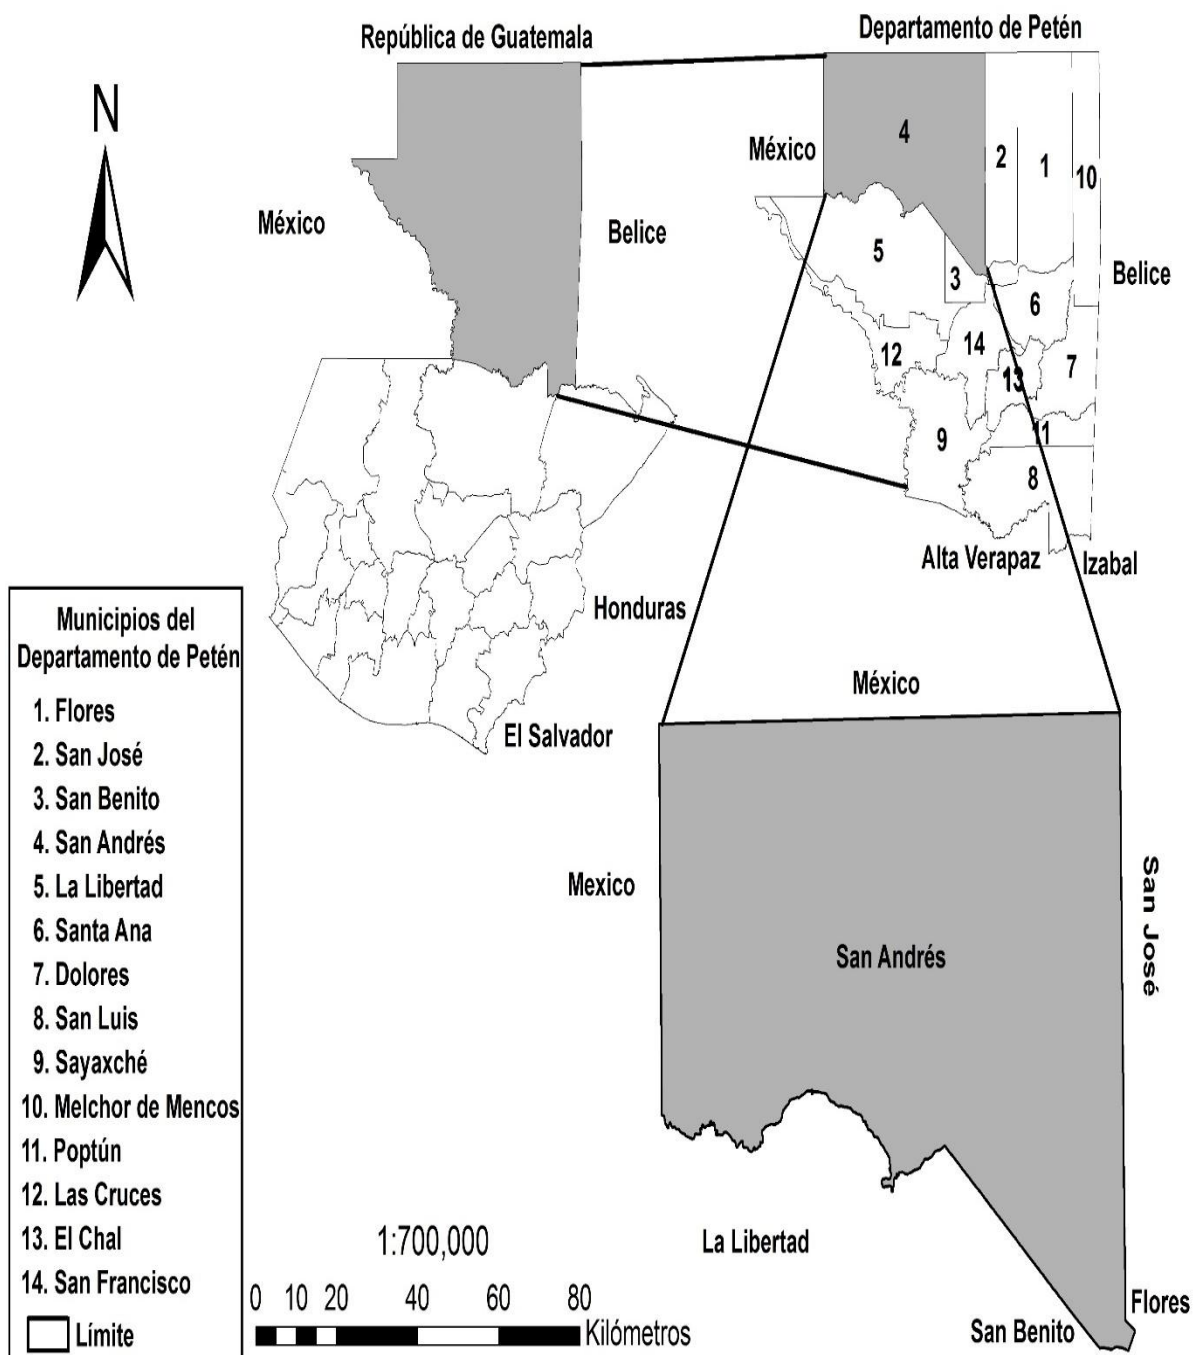 República de Guatemala
Departamento de Petén
N
México
Belice
México
4
2
1
10
5
3
6
Belice
12
14
13
7
9
11
8
Alta Verapaz
Izabal
Honduras
El Salvador
México
Mexico
San Andrés
San José
La Libertad
San Benito
Flores
Municipios del
Departamento de Petén
1. Flores
2. San José
3. San Benito
4. San Andrés
5. La Libertad
6. Santa Ana
7. Dolores
8. San Luis
9. Sayaxché
10. Melchor de Mencos
11. Poptún
12. Las Cruces
13. El Chal
14. San Francisco
Límite
1:700,000
0 10 20 40 60 80
Kilómetros